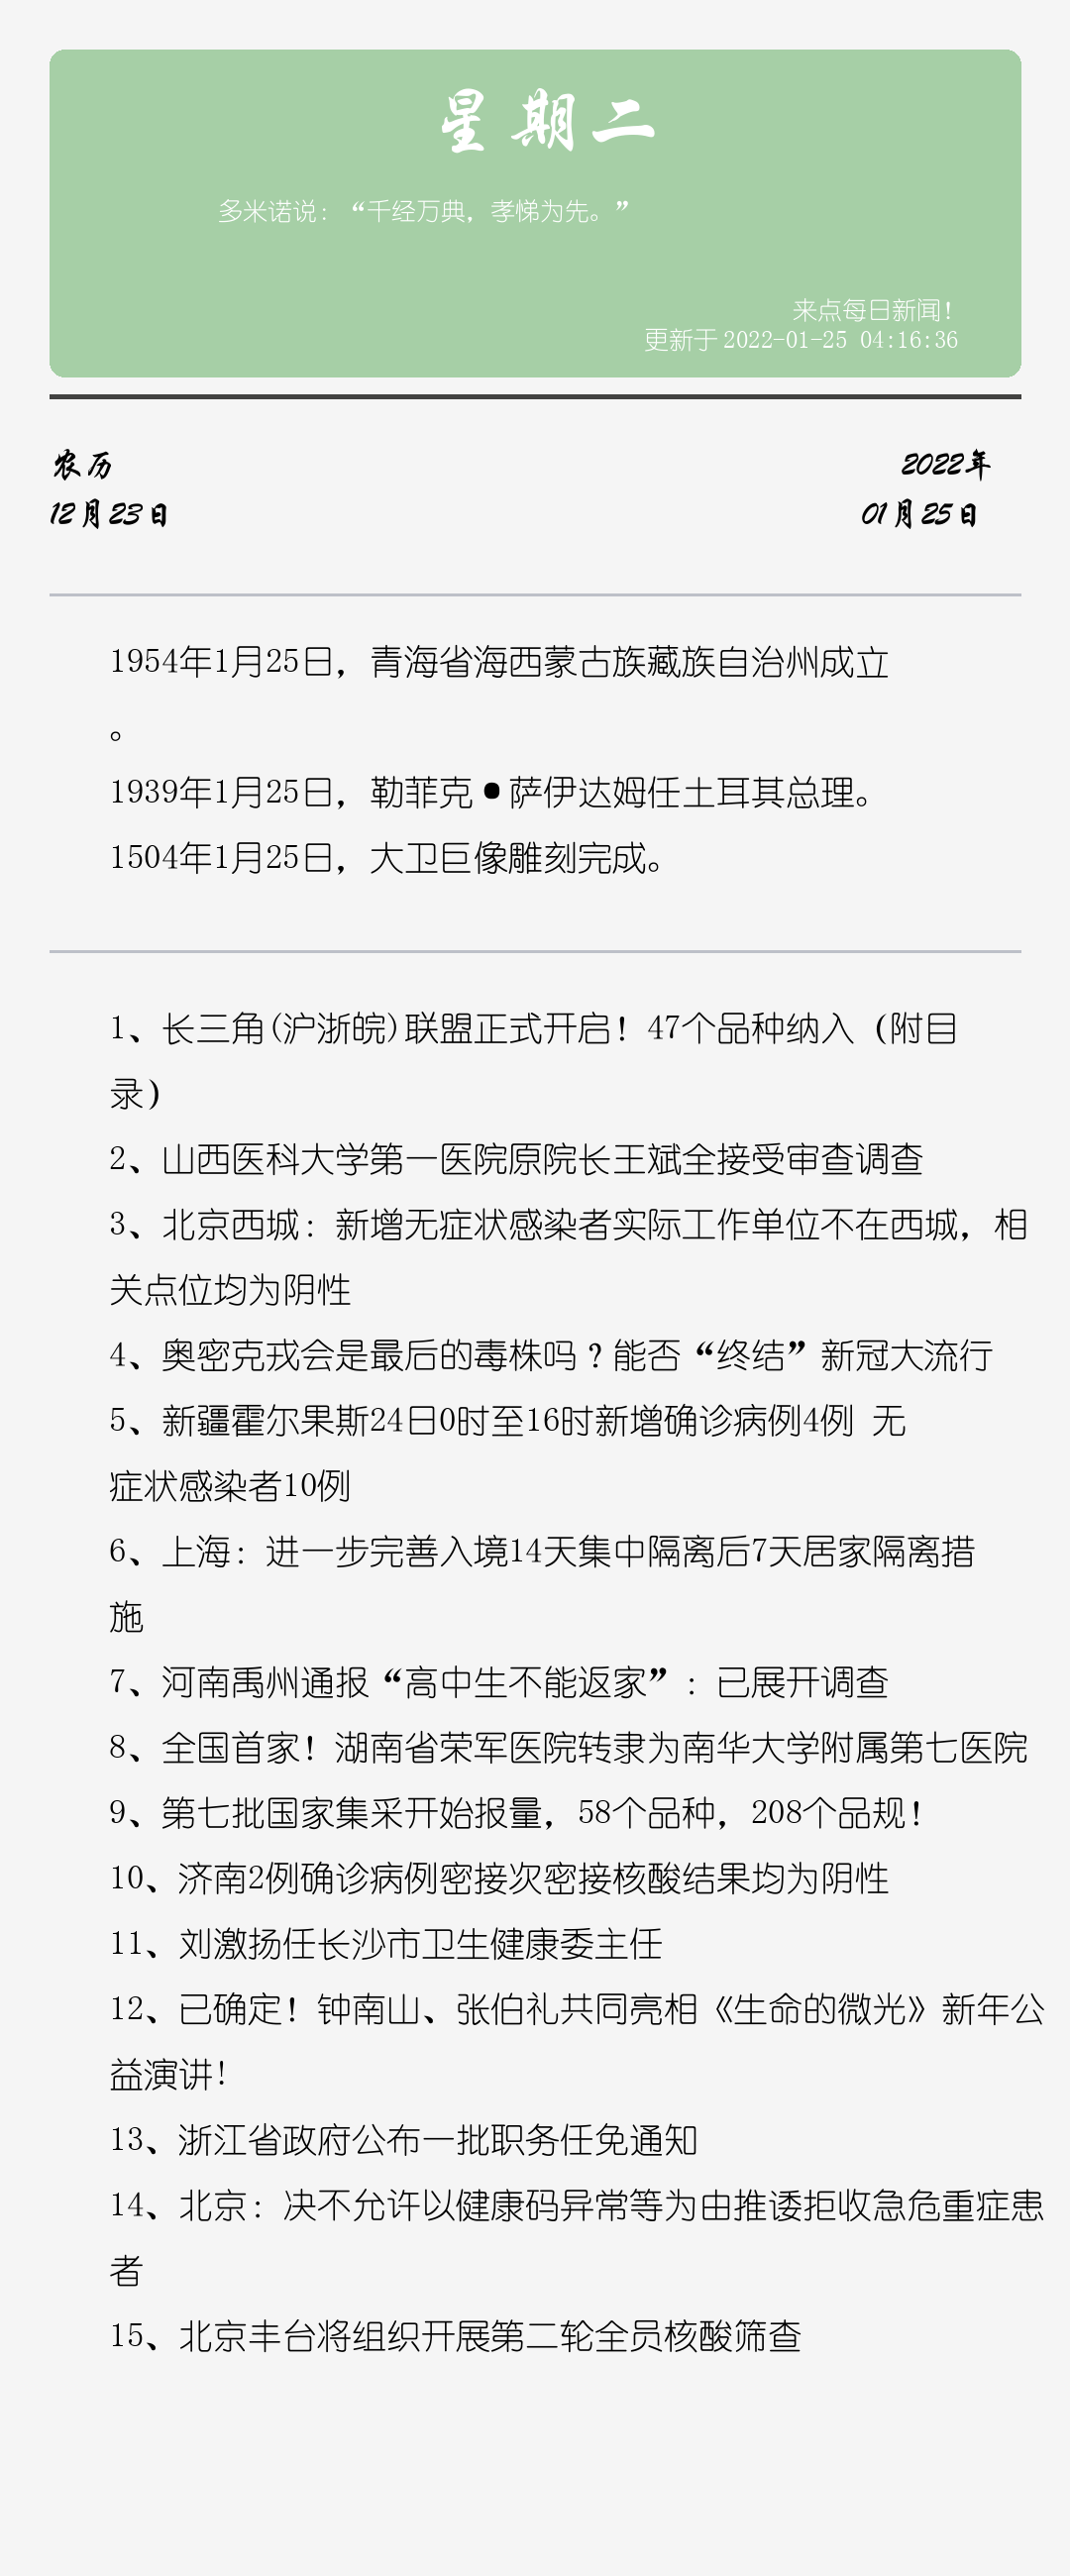 星期二
多米诺说：“千经万典，孝悌为先。”
来点每日新闻！
更新于 2022-01-25 04:16:36
农历
2022年
12月23日
01月25日
1954年1月25日，青海省海西蒙古族藏族自治州成立
。
1939年1月25日，勒菲克•萨伊达姆任土耳其总理。
1504年1月25日，大卫巨像雕刻完成。
1、长三角(沪浙皖)联盟正式开启！47个品种纳入（附目
录）
2、山西医科大学第一医院原院长王斌全接受审查调查
3、北京西城：新增无症状感染者实际工作单位不在西城，相
关点位均为阴性
4、奥密克戎会是最后的毒株吗？能否“终结”新冠大流行
5、新疆霍尔果斯24日0时至16时新增确诊病例4例 无
症状感染者10例
6、上海：进一步完善入境14天集中隔离后7天居家隔离措
施
7、河南禹州通报“高中生不能返家”：已展开调查
8、全国首家！湖南省荣军医院转隶为南华大学附属第七医院
9、第七批国家集采开始报量，58个品种，208个品规！
10、济南2例确诊病例密接次密接核酸结果均为阴性
11、刘激扬任长沙市卫生健康委主任
12、已确定！钟南山、张伯礼共同亮相《生命的微光》新年公
益演讲！
13、浙江省政府公布一批职务任免通知
14、北京：决不允许以健康码异常等为由推诿拒收急危重症患
者
15、北京丰台将组织开展第二轮全员核酸筛查